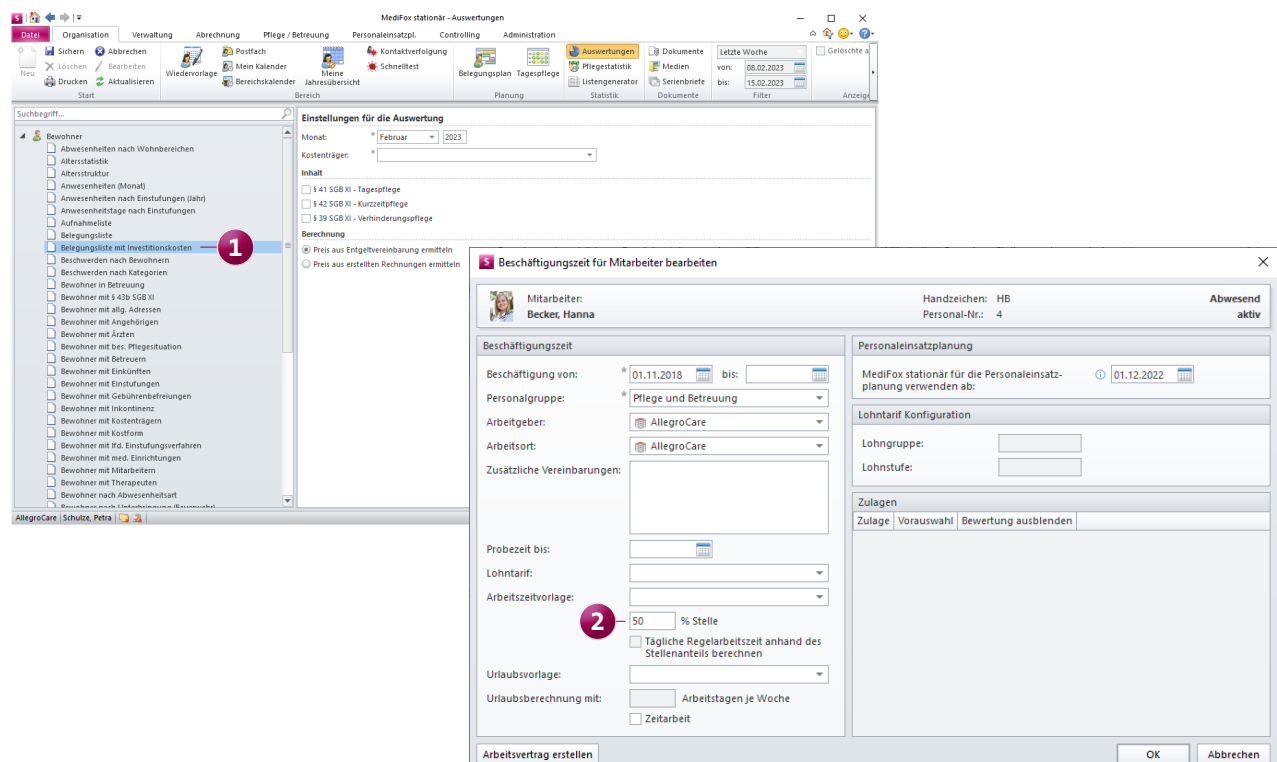 MediFox stationär - Auswertungen
Datei Organisation Verwaltung Abrechnung Pflege / Betreuung Personaleinsatzpl. Controlling Administration
Neu
Sichern Abbrechen
Löschen Bearbeiten
Drucken Aktualisieren
Start
Wiedervorlage
Postfach
Mein Kalender
Bereichskalender
Meine
Jahresübersicht
Kontaktverfolgung
Schnelltest
Bereich
Belegungsplan Tagespflege
Planung
Auswertungen
Pflegestatistik
Listengenerator
Statistik
Dokumente
Medien
Serienbriefe
Dokumente
Letzte Woche
von: 08.02.2023
bis: 15.02.2023
Filter
Gelöschte a
Anzeige
Suchbegriff...
Bewohner
Abwesenheiten nach Wohnbereichen
Altersstatistik
Altersstruktur
Anwesenheiten (Monat)
Anwesenheiten nach Einstufungen (Jahr)
Anwesenheitstage nach Einstufungen
Aufnahmeliste
Belegungsliste
Belegungsliste mit Investitionskosten
1
Beschwerden nach Bewohnern
Beschwerden nach Kategorien
Bewohner in Betreuung
Bewohner mit § 43b SGB XI
Bewohner mit allg. Adressen
Bewohner mit Angehörigen
Bewohner mit Ärzten
Bewohner mit bes. Pflegesituation
Bewohner mit Betreuern
Bewohner mit Einkünften
Bewohner mit Einstufungen
Bewohner mit Gebührenbefreiungen
Bewohner mit Inkontinenz
Bewohner mit Kostenträgern
Bewohner mit Kostform
Bewohner mit lfd. Einstufungsverfahren
Bewohner mit med. Einrichtungen
Bewohner mit Mitarbeitern
Bewohner mit Therapeuten
Bewohner nach Abwesenheitsart
Bewohner nach Unterbringung (Feuerwehr)
AllegroCare Schulze, Petra
Einstellungen für die Auswertung
Monat: * Februar 2023
Kostenträger: *
Inhalt
§ 41 SGB XI - Tagespflege
§ 42 SGB XI - Kurzzeitpflege
§ 39 SGB XI - Verhinderungspflege
Berechnung
Preis aus Entgeltvereinbarung ermitteln
Preis aus erstellten Rechnungen ermitteln
S Beschäftigungszeit für Mitarbeiter bearbeiten
Mitarbeiter:
Becker, Hanna
Handzeichen: HB
Personal-Nr.: 4
Abwesend
aktiv
Beschäftigungszeit
Beschäftigung von: * 01.11.2018 bis:
Personalgruppe: * Pflege und Betreuung
Arbeitgeber: AllegroCare
Arbeitsort: AllegroCare
Zusätzliche Vereinbarungen:
Probezeit bis:
Lohntarif:
Arbeitszeitvorlage:
2
50 % Stelle
Tägliche Regelarbeitszeit anhand des
Stellenanteils berechnen
Urlaubsvorlage:
Urlaubsberechnung mit: Arbeitstagen je Woche
Zeitarbeit
Personaleinsatzplanung
MediFox stationär für die Personaleinsatz-
planung verwenden ab:
01.12.2022
Lohntarif Konfiguration
Lohngruppe:
Lohnstufe:
Zulagen
Zulage Vorauswahl Bewertung ausblenden
Arbeitsvertrag erstellen
OK Abbrechen